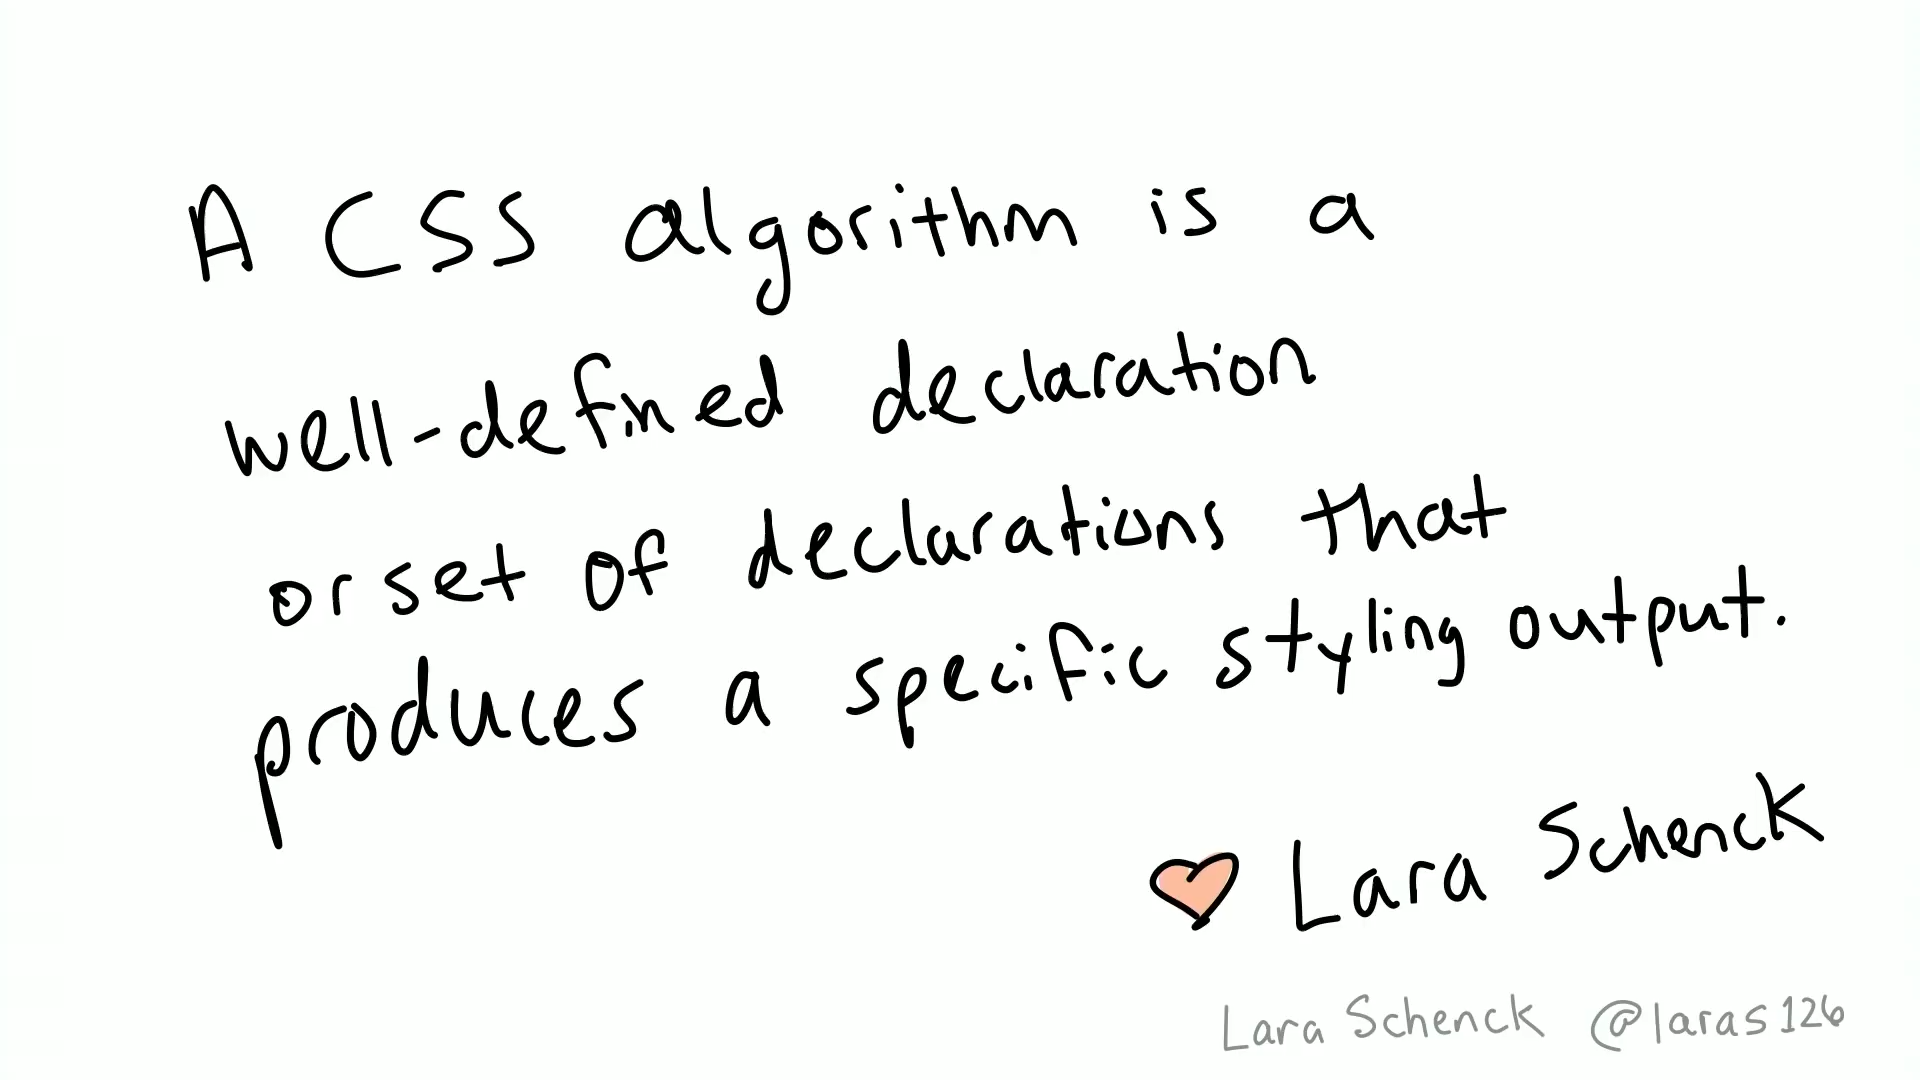 A CSS algorithm is a
well-defined declaration
or set of declarations that
produces a specific styling output.
♥ Lara Schenck
Lara Schenck @laras126